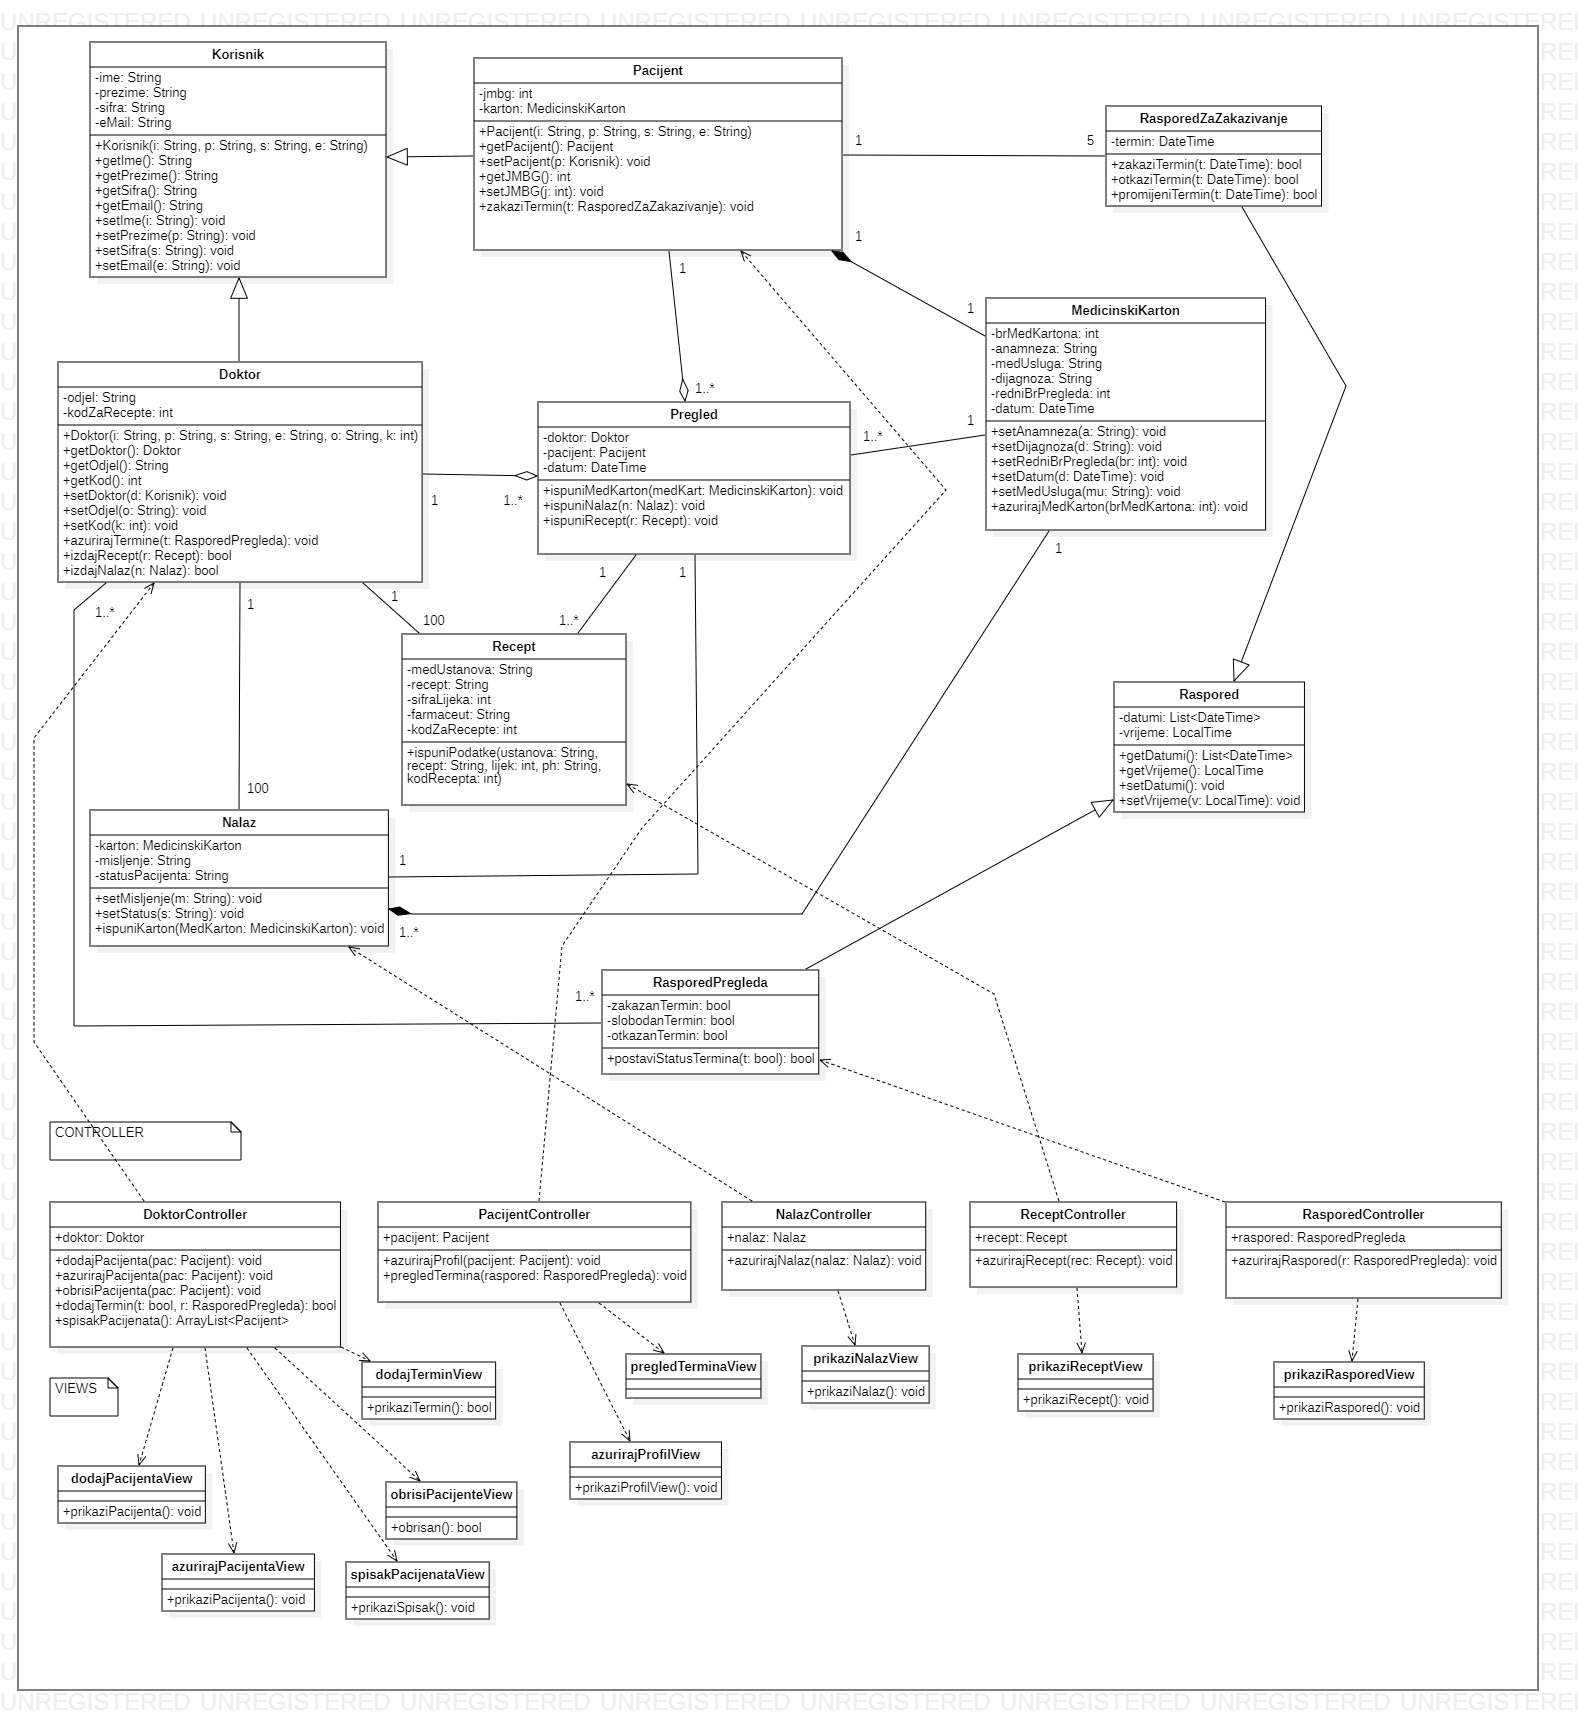 UNREGISTERED UNREGISTERED UNREGISTERED UNREGISTERED UNREGISTERED UNREGISTERED UNREGISTERED
Korisnik
-ime: String
-prezime: String
-sifra: String
-eMail: String
+Korisnik(i: String, p: String, s: String, e: String)
+getIme(): String
+getPrezime(): String
+getSifra(): String
+getEmail(): String
+setIme(i: String): void
+setPrezime(p: String): void
+setSifra(s: String): void
+setEmail(e: String): void
Pacijent
-jmbg: int
-karton: MedicinskiKarton
+Pacijent(i: String, p: String, s: String, e: String)
+getPacijent(): Pacijent
+setPacijent(p: Korisnik): void
+getJMBG(): int
+setJMBG(j: int): void
+zakaziTermin(t: RasporedZaZakazivanje): void
1
5
RasporedZaZakazivanje
-termin: DateTime
+zakaziTermin(t: DateTime): bool
+otkaziTermin(t: DateTime): bool
+promijeniTermin(t: DateTime): bool
1
1
1
1..*
MedicinskiKarton
-brMedKartona: int
-anamneza: String
-medUsluga: String
-dijagnoza: String
-redniBrPregleda: int
-datum: DateTime
+setAnamneza(a: String): void
+setDijagnoza(d: String): void
+setRedniBrPregleda(br: int): void
+setDatum(d: DateTime): void
+setMedUsluga(mu: String): void
+azurirajMedKarton(brMedKartona: int): void
1
1..*
1
Doktor
-odjel: String
-kodZaRecepte: int
+Doktor(i: String, p: String, s: String, e: String, o: String, k: int)
+getDoktor(): Doktor
+getOdjel(): String
+getKod(): int
+setDoktor(d: Korisnik): void
+setOdjel(o: String): void
+setKod(k: int): void
+azurirajTermine(t: RasporedPregleda): void
+izdajRecept(r: Recept): bool
+izdajNalaz(n: Nalaz): bool
1
1..*
Pregled
-doktor: Doktor
-pacijent: Pacijent
-datum: DateTime
+ispuniMedKarton(medKart: MedicinskiKarton): void
+ispuniNalaz(n: Nalaz): void
+ispuniRecept(r: Recept): void
1
1
1..*
1..*
1
1
100
Recept
-medUstanova: String
-recept: String
-sifraLijeka: int
-farmaceut: String
-kodZaRecepte: int
+ispuniPodatke(ustanova: String,
recept: String, lijek: int, ph: String,
kodRecepta: int)
Raspored
-datumi: List<DateTime>
-vrijeme: LocalTime
+getDatumi(): List<DateTime>
+getVrijeme(): LocalTime
+setDatumi(): void
+setVrijeme(v: LocalTime): void
100
Nalaz
-karton: MedicinskiKarton
-misljenje: String
-statusPacijenta: String
+setMisljenje(m: String): void
+setStatus(s: String): void
+ispuniKarton(MedKarton: MedicinskiKarton): void
1
1..*
1..*
RasporedPregleda
-zakazanTermin: bool
-slobodanTermin: bool
-otkazanTermin: bool
+postaviStatusTermina(t: bool): bool
CONTROLLER
DoktorController
+doktor: Doktor
+dodajPacijenta(pac: Pacijent): void
+azurirajPacijenta(pac: Pacijent): void
+obrisiPacijenta(pac: Pacijent): void
+dodajTermin(t: bool, r: RasporedPregleda): bool
+spisakPacijenata(): ArrayList<Pacijent>
PacijentController
+pacijent: Pacijent
+azurirajProfil(pacijent: Pacijent): void
+pregledTermina(raspored: RasporedPregleda): void
NalazController
+nalaz: Nalaz
+azurirajNalaz(nalaz: Nalaz): void
ReceptController
+recept: Recept
+azurirajRecept(rec: Recept): void
RasporedController
+raspored: RasporedPregleda
+azurirajRaspored(r: RasporedPregleda): void
VIEWS
dodajTerminView
+prikaziTermin(): bool
pregledTerminaView
prikaziNalazView
+prikaziNalaz(): void
prikaziReceptView
+prikaziRecept(): void
prikaziRasporedView
+prikaziRaspored(): void
azurirajProfilView
+prikaziProfilView(): void
dodajPacijentaView
+prikaziPacijenta(): void
obrisiPacijenteView
+obrisan(): bool
azurirajPacijentaView
+prikaziPacijenta(): void
spisakPacijenataView
+prikaziSpisak(): void
UNREGISTERED UNREGISTERED UNREGISTERED UNREGISTERED UNREGISTERED UNREGISTERED UNREGISTERED